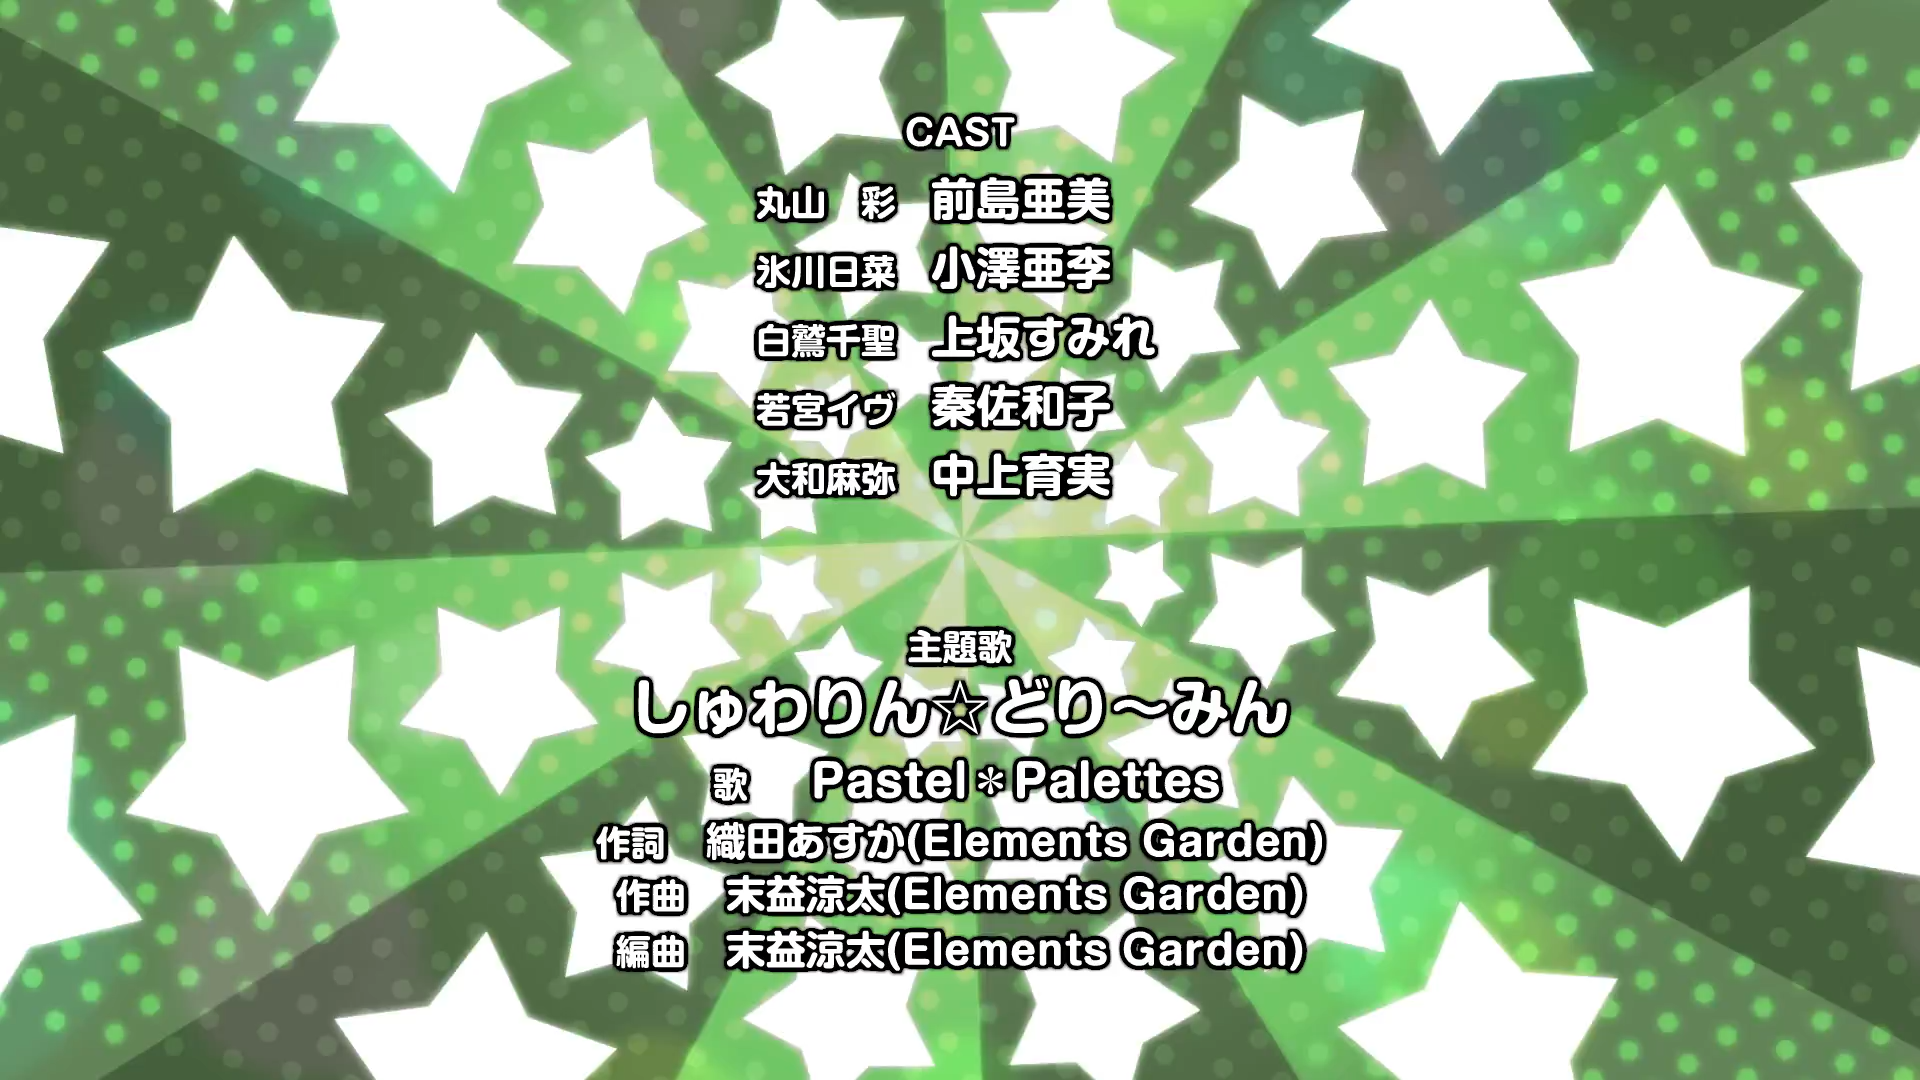 CAST
丸山　彩　前島亜美
氷川日菜　小澤亜李
白鷺千聖　上坂すみれ
若宮イヴ　秦佐和子
大和麻弥　中上育実
主題歌
しゅわりん☆どり～みん
歌　Pastel＊Palettes
作詞　織田あすか(Elements Garden)
作曲　末益涼太(Elements Garden)
編曲　末益涼太(Elements Garden)